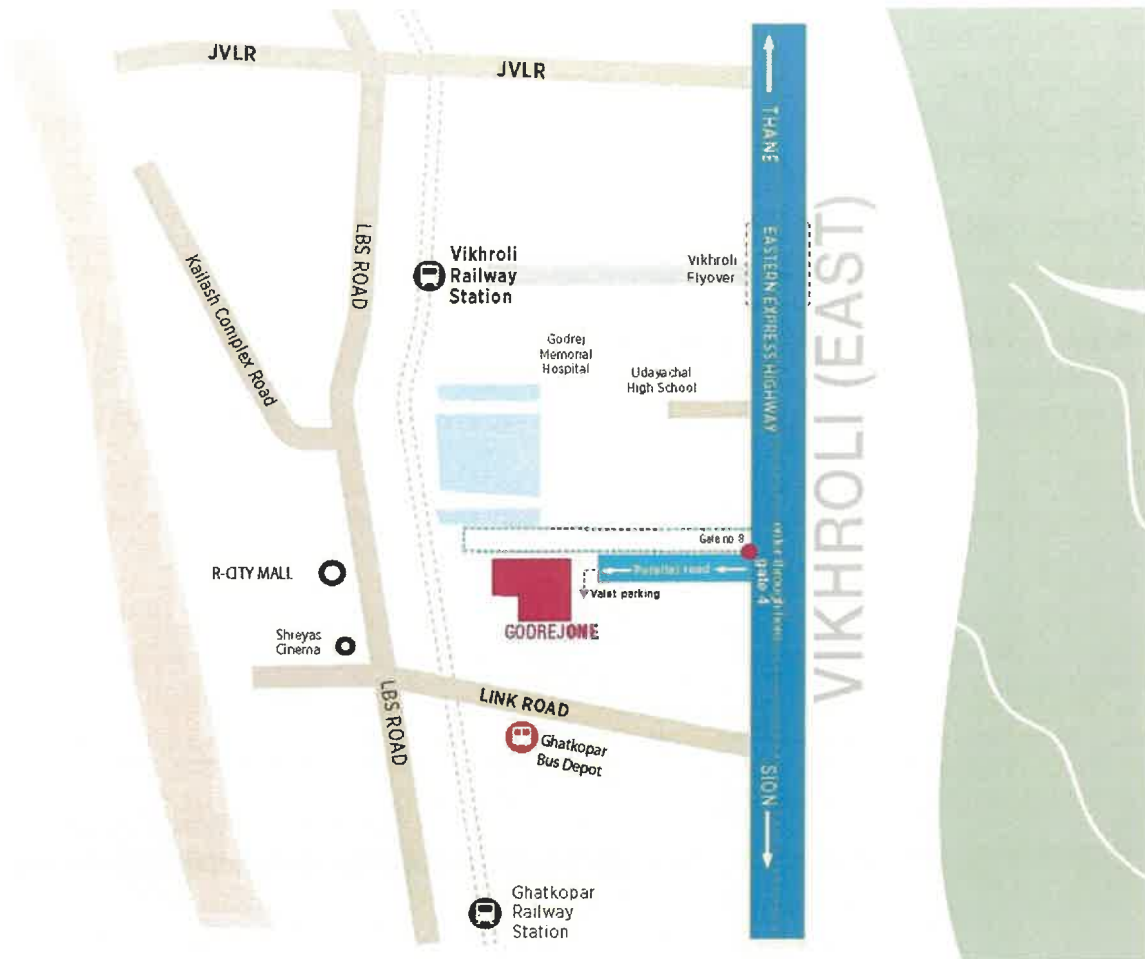 JVLR
JVLR
THANE
Kailash Complex Road
LBS ROAD
Vikhroli
Railway
Station
Vikhroli
Flyover
EASTERN EXPRESS HIGHWAY
VIKHROLI (EAST)
Godrej
Memorial
Hospital
Udayachal
High School
Gate no 8
Parallel road
gate 4
Valet parking
R-CITY MALL
GODREJONE
Shreyas
Cinema
LBS ROAD
LINK ROAD
Ghatkopar
Bus Depot
SION
Ghatkopar
Railway
Station